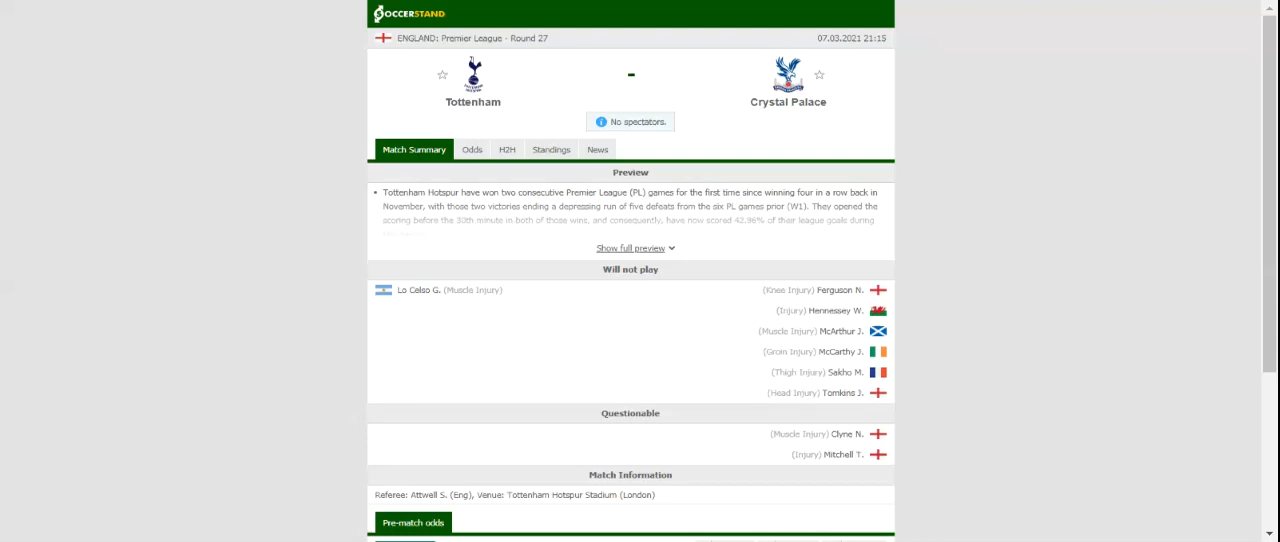 SOCCERSTAND
ENGLAND: Premier League - Round 27
07.03.2021 21:15
-
Tottenham
Crystal Palace
No spectators.
Match Summary
Odds
H2H
Standings
News
Preview
• Tottenham Hotspur have won two consecutive Premier League (PL) games for the first time since winning four in a row back in
November, with those two victories ending a depressing run of five defeats from the six PL games prior (W1). They opened the
scoring before the 30th minute in both of those wins, and consequently, have now scored 42.96% of their league goals during
Show full preview
Will not play
Lo Celso G. (Muscle Injury)
(Knee Injury) Ferguson N.
(Injury) Hennessey W.
(Muscle Injury) McArthur J.
(Groin Injury) McCarthy J.
(Thigh Injury) Sakho M.
(Head Injury) Tomkins J.
Questionable
(Muscle Injury) Clyne N.
(Injury) Mitchell T.
Match Information
Referee: Attwell S. (Eng), Venue: Tottenham Hotspur Stadium (London)
Pre-match odds